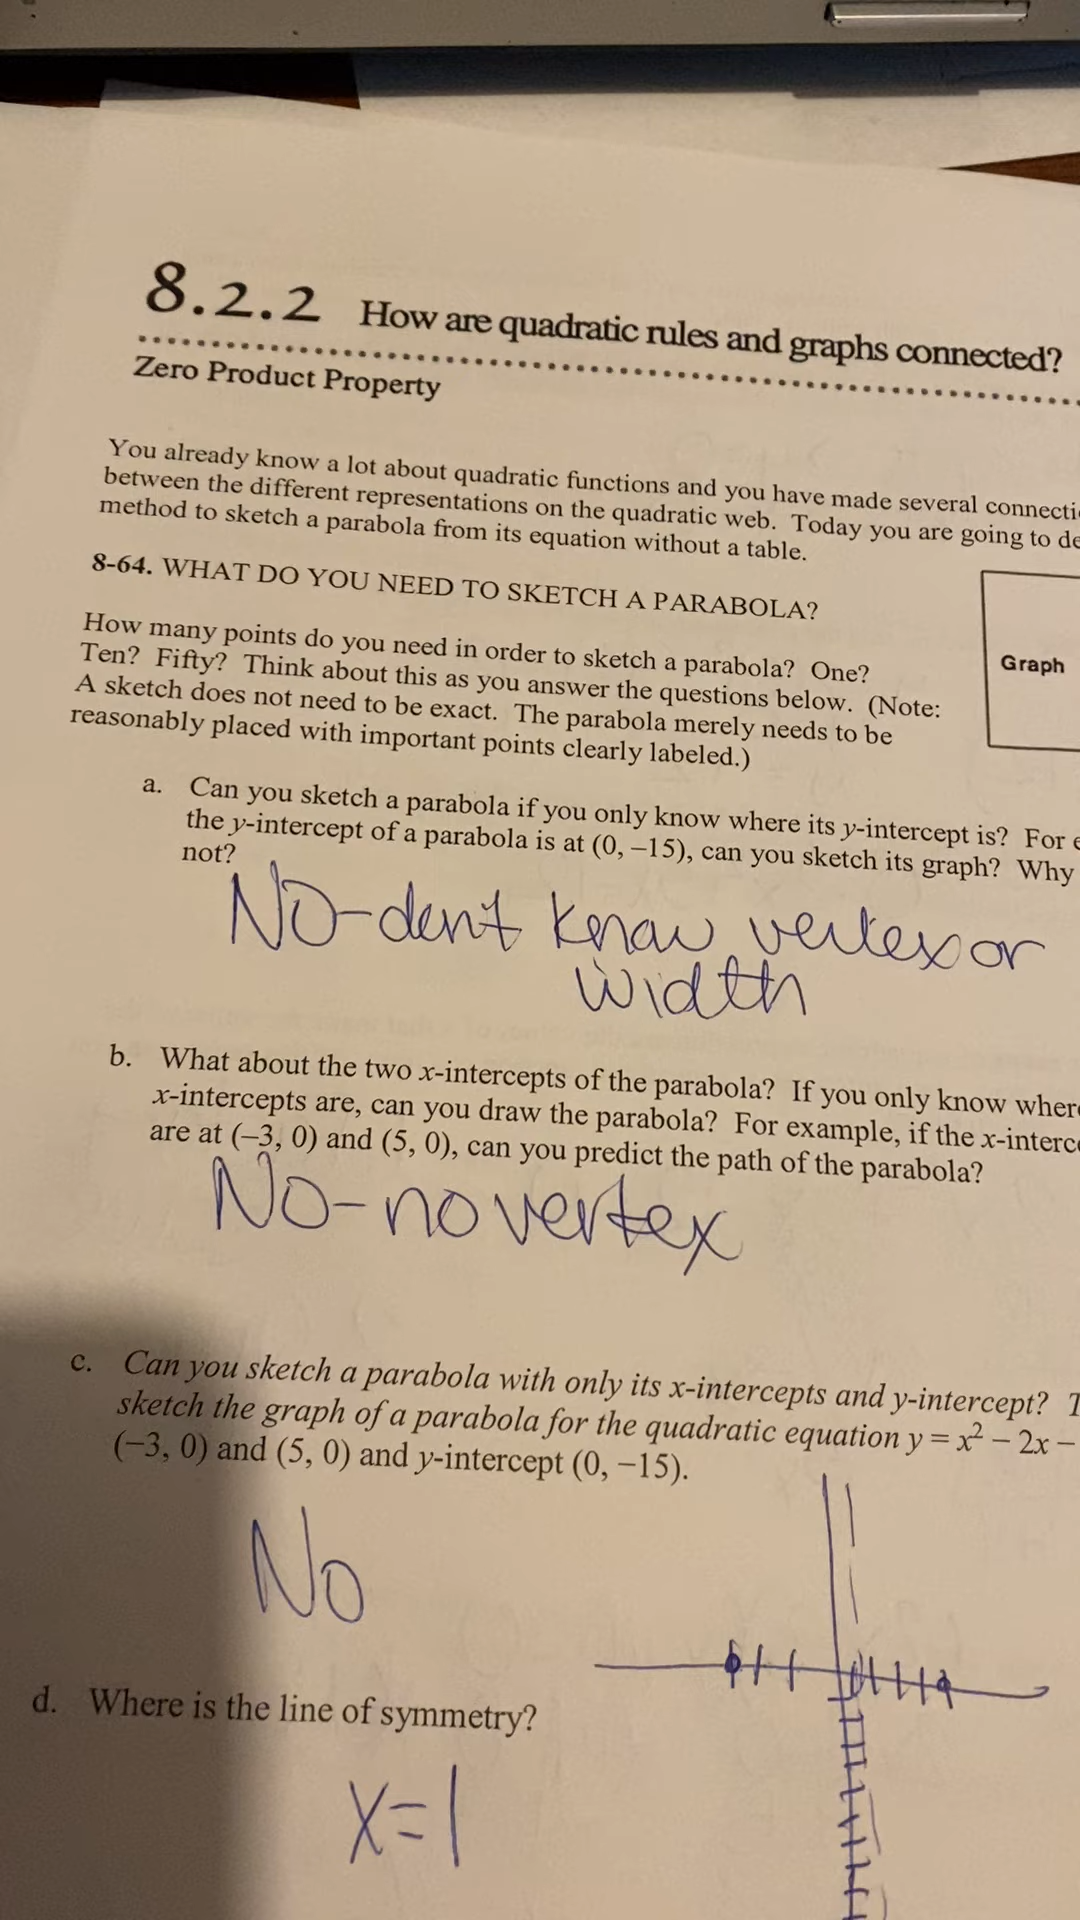 8.2.2 How are quadratic rules and graphs connected?
Zero Product Property
You already know a lot about quadratic functions and you have made several
between the different representations on the quadratic web. Today you are going to
method to sketch a parabola from its equation without a table.
8-64. WHAT DO YOU NEED TO SKETCH A PARABOLA?
How many points do you need in order to sketch a parabola? One?
Ten? Fifty? Think about this as you answer the questions below. (Note:
A sketch does not need to be exact. The parabola merely needs to be
reasonably placed with important points clearly labeled.)
Graph
a. Can you sketch a parabola if you only know where its y-intercept is? For
the y-intercept of a parabola is at (0, −15), can you sketch its graph? Why
not?
NO-dont know vertex or
width
b. What about the two x-intercepts of the parabola? If you only know where
x-intercepts are, can you draw the parabola? For example, if the
are at (−3, 0) and (5, 0), can you predict the path of the parabola?
No-no vertex
c. Can you sketch a parabola with only its x-intercepts and y-intercept?
sketch the graph of a parabola for the quadratic equation y = x² − 2x −
(−3, 0) and (5, 0) and y-intercept (0, −15).
No
d. Where is the line of symmetry?
x=1